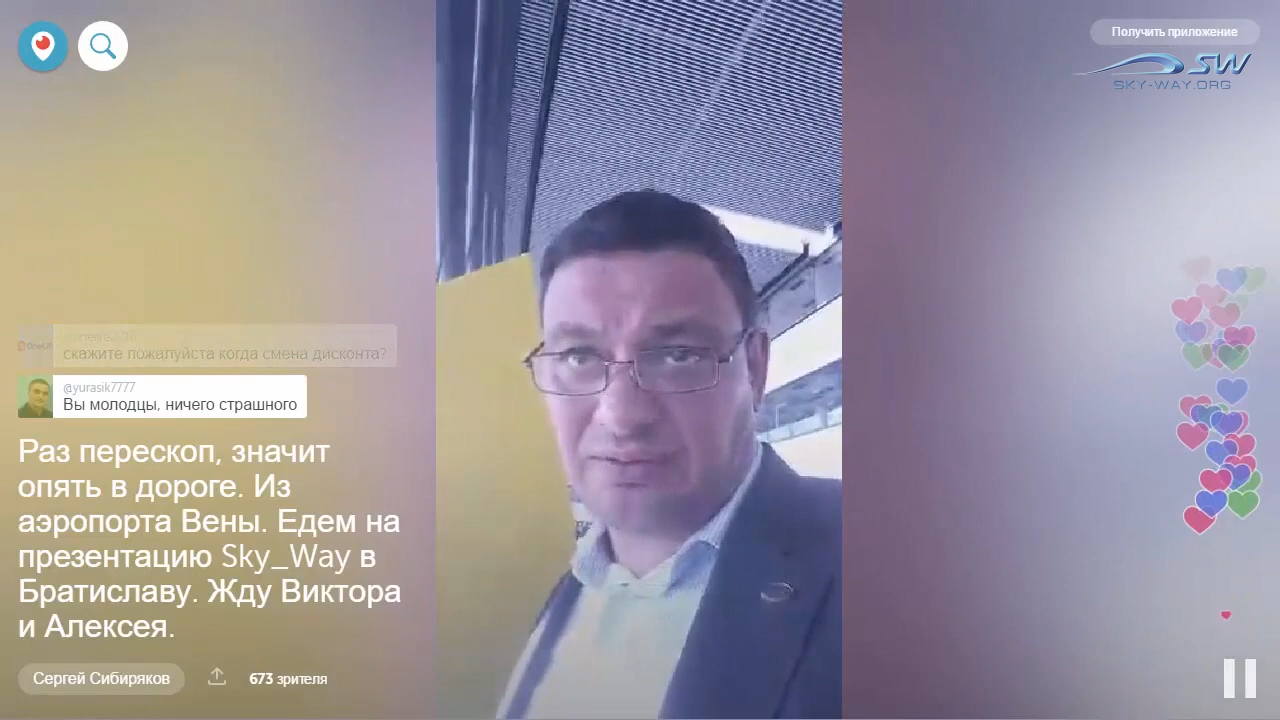 Получить приложение
SW
SKY-WAY.ORG
скажите пожалуйста когда смена дисконта?
@yurasik7777
Вы молодцы, ничего страшного
Раз перескоп, значит
опять в дороге. Из
аэропорта Вены. Едем на
презентацию Sky_Way в
Братиславу. Жду Виктора
и Алексея.
Сергей Сибиряков
673 зрителя